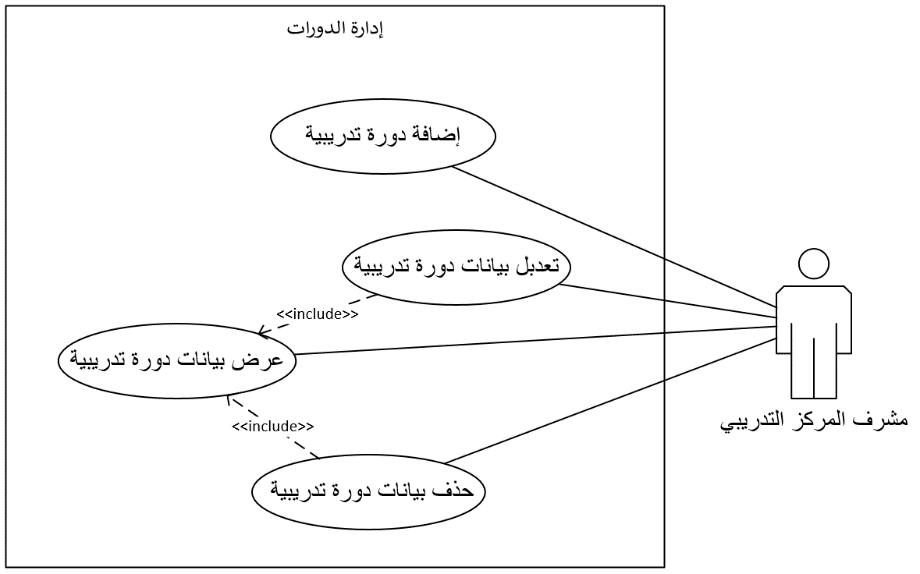 إدارة الدورات
إضافة دورة تدريبية
تعدبل بيانات دورة تدريبية
<<include>>
عرض بيانات دورة تدريبية
مشرف المركز التدريبي
<<include>>
حذف بيانات دورة تدريبية